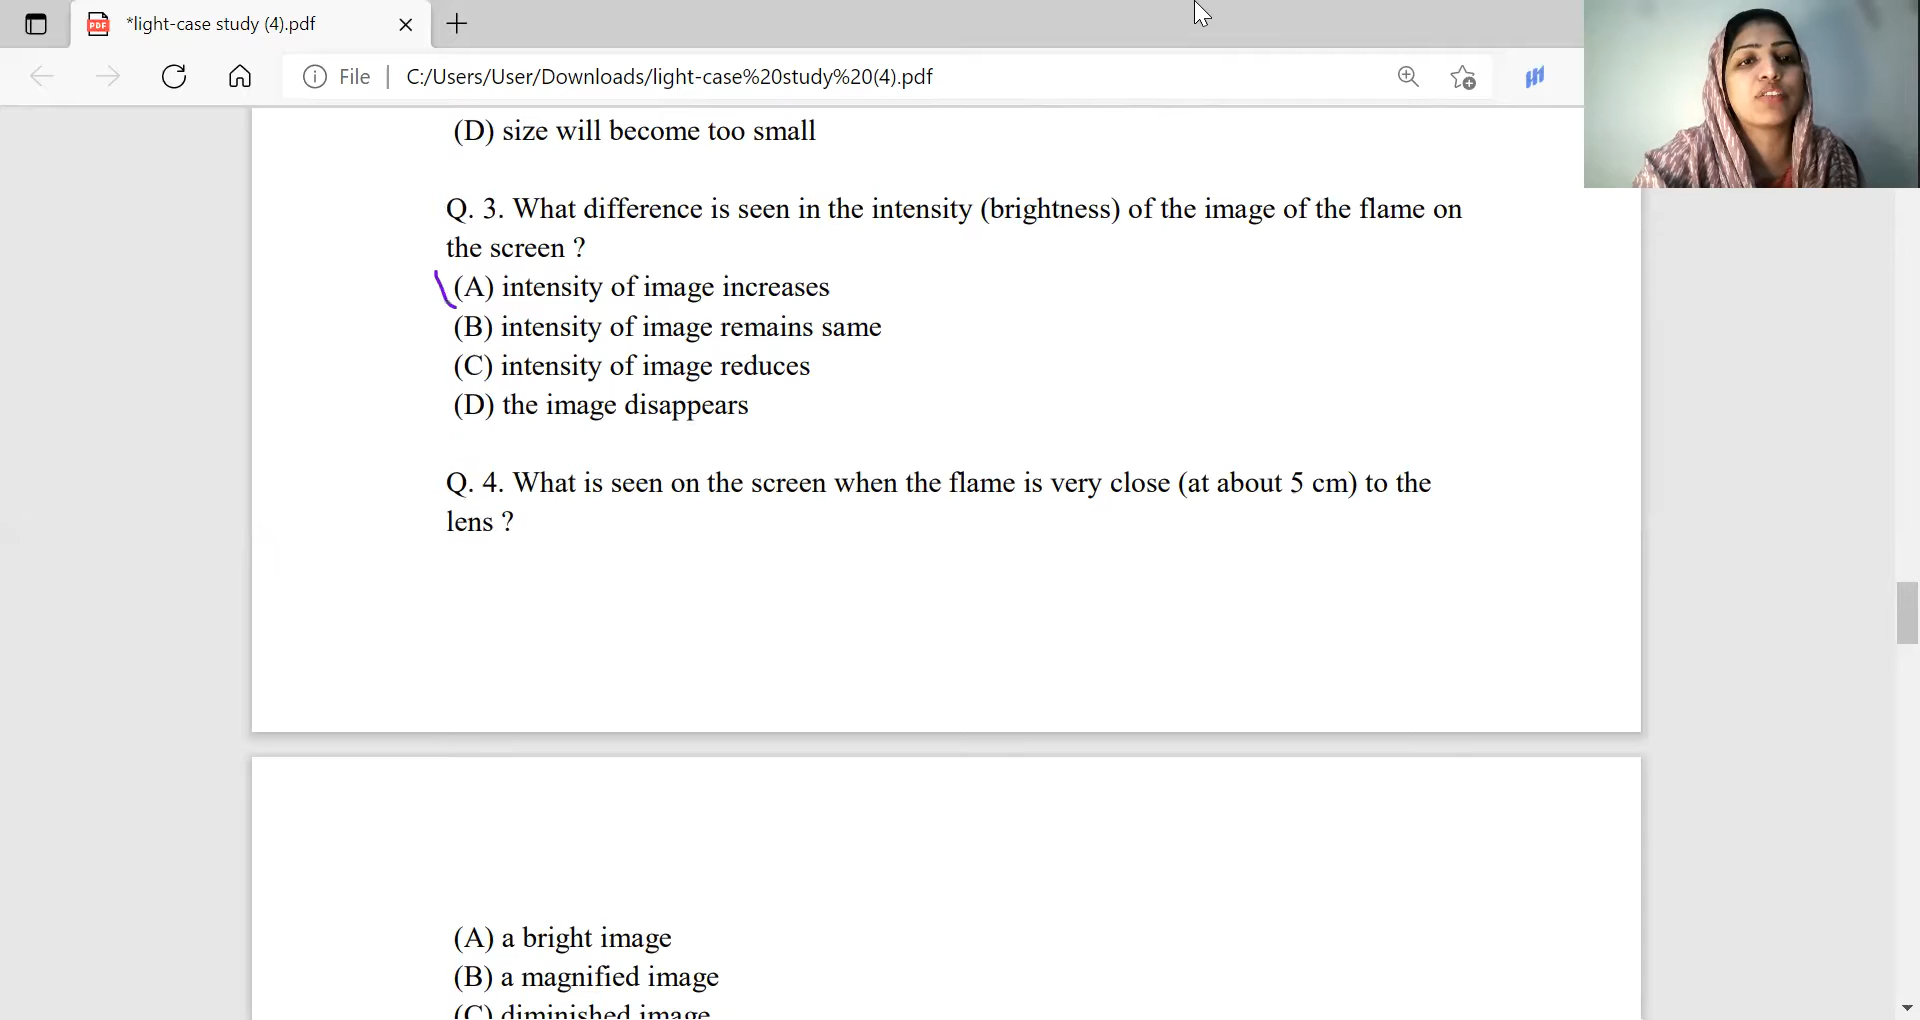 *light-case study (4).pdf
File C:/Users/User/Downloads/light-case%20study%20(4).pdf
(D) size will become too small
Q. 3. What difference is seen in the intensity (brightness) of the image of the flame on
the screen ?
(A) intensity of image increases
(B) intensity of image remains same
(C) intensity of image reduces
(D) the image disappears
Q. 4. What is seen on the screen when the flame is very close (at about 5 cm) to the
lens ?
(A) a bright image
(B) a magnified image
(C) diminished image